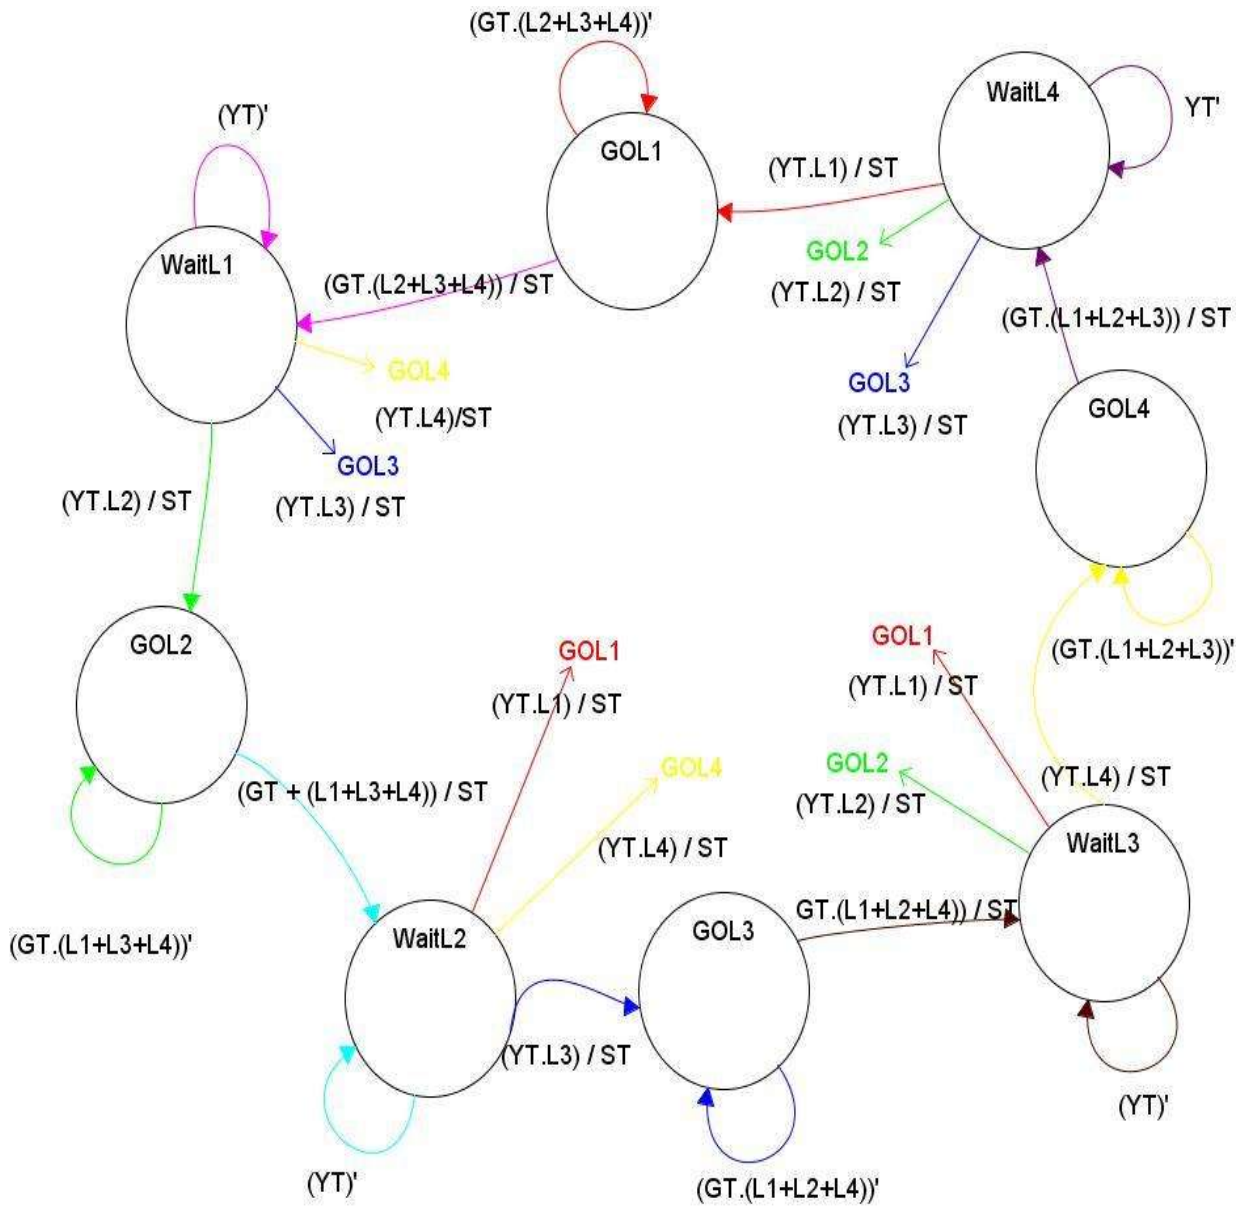 (GT.(L2+L3+L4))'
WaitL4
(YT)'
YT'
GOL1
(YT.L1) / ST
GOL2
WaitL1
(GT.(L2+L3+L4)) / ST
(YT.L2) / ST
(GT.(L1+L2+L3)) / ST
GOL4
GOL3
(YT.L4)/ST
GOL4
(YT.L3) / ST
GOL3
(YT.L2) / ST
(YT.L3) / ST
GOL2
GOL1
GOL1
(GT.(L1+L2+L3))'
(YT.L1) / ST
(YT.L1) / ST
GOL4
GOL2
(YT.L4) / ST
(GT + (L1+L3+L4)) / ST
(YT.L2) / ST
(YT.L4) / ST
WaitL3
GT.(L1+L2+L4)) / ST
(GT.(L1+L3+L4))'
WaitL2
GOL3
(YT.L3) / ST
(YT)'
(YT)'
(GT.(L1+L2+L4))'